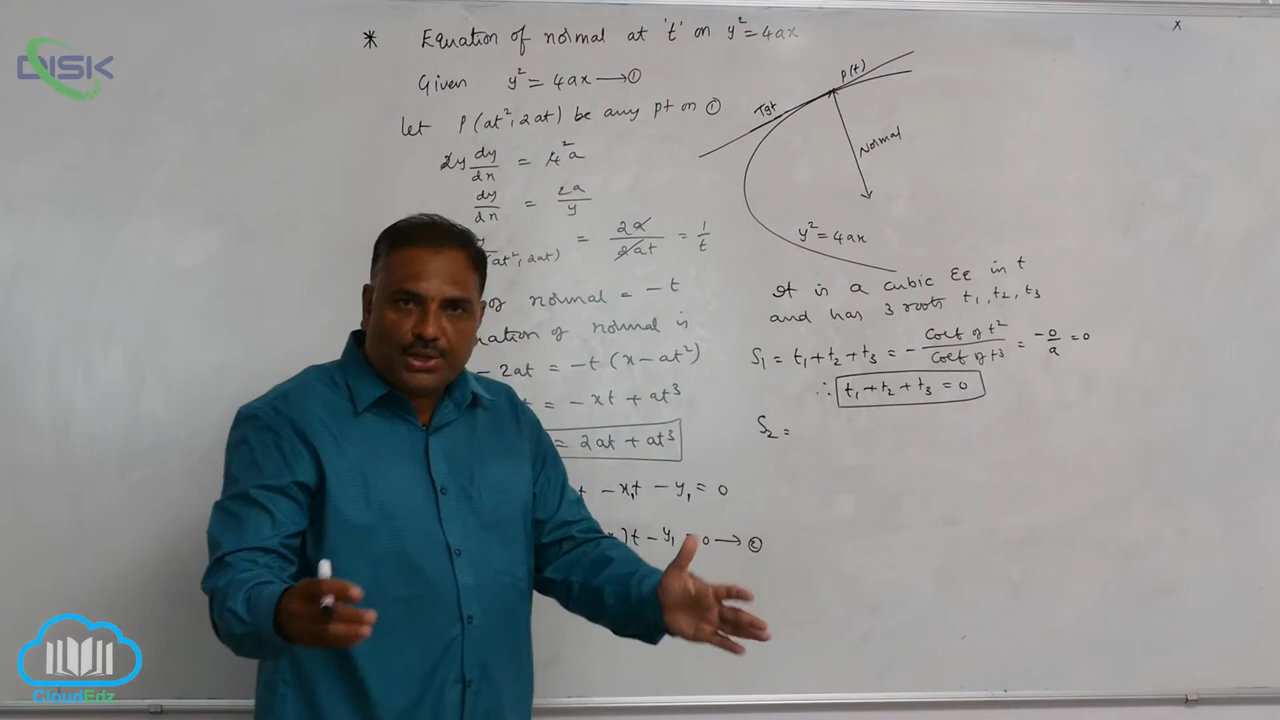 DISK
* Equation of normal at 't' on y² = 4ax
x
Given y² = 4ax → ①
let P(at², 2at) be any pt on ①
2y dy/dx = 4²a
dy/dx = 2a/y
(at², 2at) = 2a/2at = 1/t
of normal = -t
uation of normal is
- 2at = -t (x - at²)
= -xt + at³
= 2at + at³
t - x₁t - y₁ = 0
)t - y₁ = 0 → ②
P(t)
Tgt
Normal
y² = 4ax
It is a cubic Eq in t
and has 3 roots t₁, t₂, t₃
S₁ = t₁ + t₂ + t₃ = - Coef of t²/Coef of t³ = -0/a = 0
∴ t₁ + t₂ + t₃ = 0
S₂ =
CloudEdz